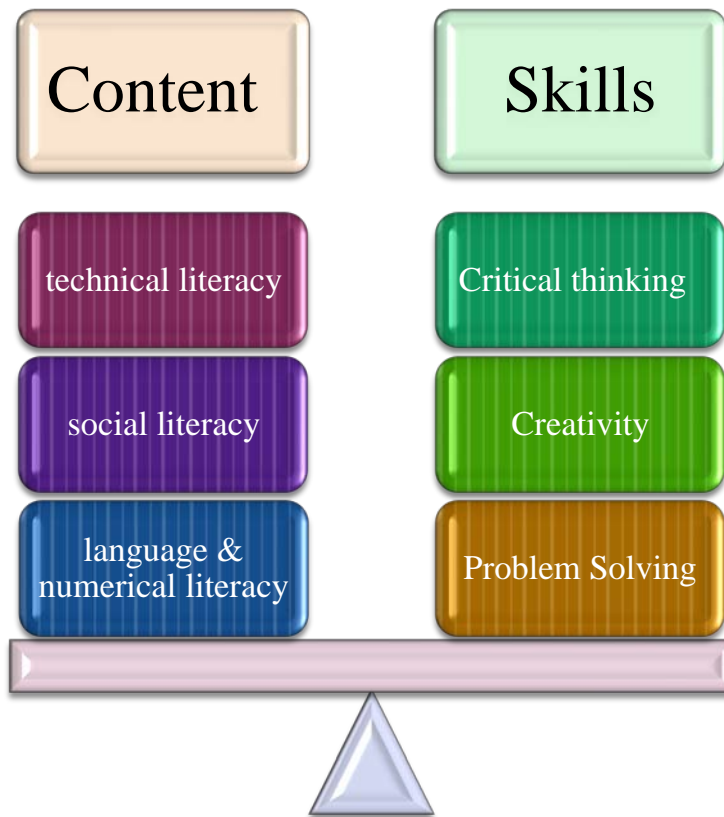 Content
Skills
technical literacy
Critical thinking
social literacy
Creativity
language &
numerical literacy
Problem Solving